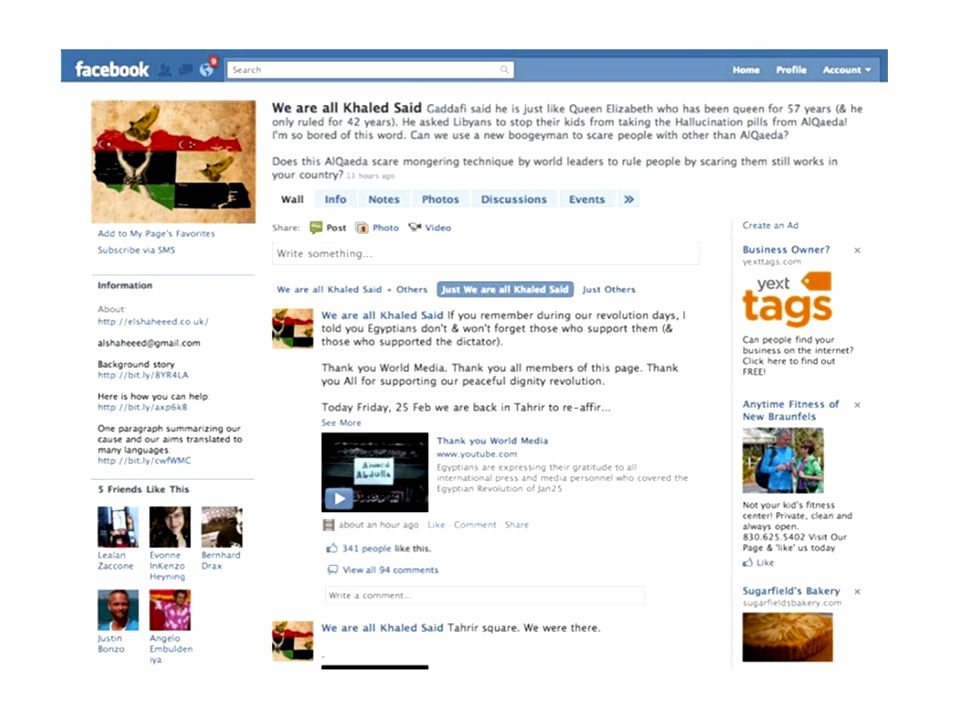 facebook
9
Search
Home Profile Account
We are all Khaled Said Gaddafi said he is just like Queen Elizabeth who has been queen for 57 years (& he
only ruled for 42 years). He asked Libyans to stop their kids from taking the Hallucination pills from AlQaeda!
I'm so bored of this word. Can we use a new boogeyman to scare people with other than AlQaeda?
Does this AlQaeda scare mongering technique by world leaders to rule people by scaring them still works in
your country? 13 hours ago
Wall Info Notes Photos Discussions Events »
Share: Post Photo Video
Write something...
Add to My Page's Favorites
Subscribe via SMS
Information
About:
http://elshaheeed.co.uk/
alshaheeed@gmail.com
Background story
http://bit.ly/8YR4LA
Here is how you can help:
http://bit.ly/axp6kB
One paragraph summarizing our
cause and our aims translated to
many languages:
http://bit.ly/cwfWMC
5 Friends Like This
Lealan
Zaccone
Evonne
InKenzo
Heyning
Bernhard
Drax
Justin
Bonzo
Angelo
Embulden
iya
We are all Khaled Said + Others Just We are all Khaled Said Just Others
We are all Khaled Said If you remember during our revolution days, I
told you Egyptians don't & won't forget those who support them (&
those who supported the dictator).
Thank you World Media. Thank you all members of this page. Thank
you All for supporting our peaceful dignity revolution.
Today Friday, 25 Feb we are back in Tahrir to re-affir...
See More
Ahmed
Abdulla
Thank you World Media
www.youtube.com
Egyptians are expressing their gratitude to all
international press and media personnel who covered the
Egyptian Revolution of Jan25
about an hour ago · Like · Comment · Share
341 people like this.
View all 94 comments
Write a comment...
We are all Khaled Said Tahrir square. We were there.
.
Create an Ad
Business Owner? ×
yexttags.com
yext
tags
Can people find your
business on the internet?
Click here to find out
FREE!
Anytime Fitness of ×
New Braunfels
Not your kid's fitness
center! Private, clean and
always open.
830.625.5402 Visit Our
Page & 'like' us today
Like
Sugarfield's Bakery ×
sugarfieldsbakery.com